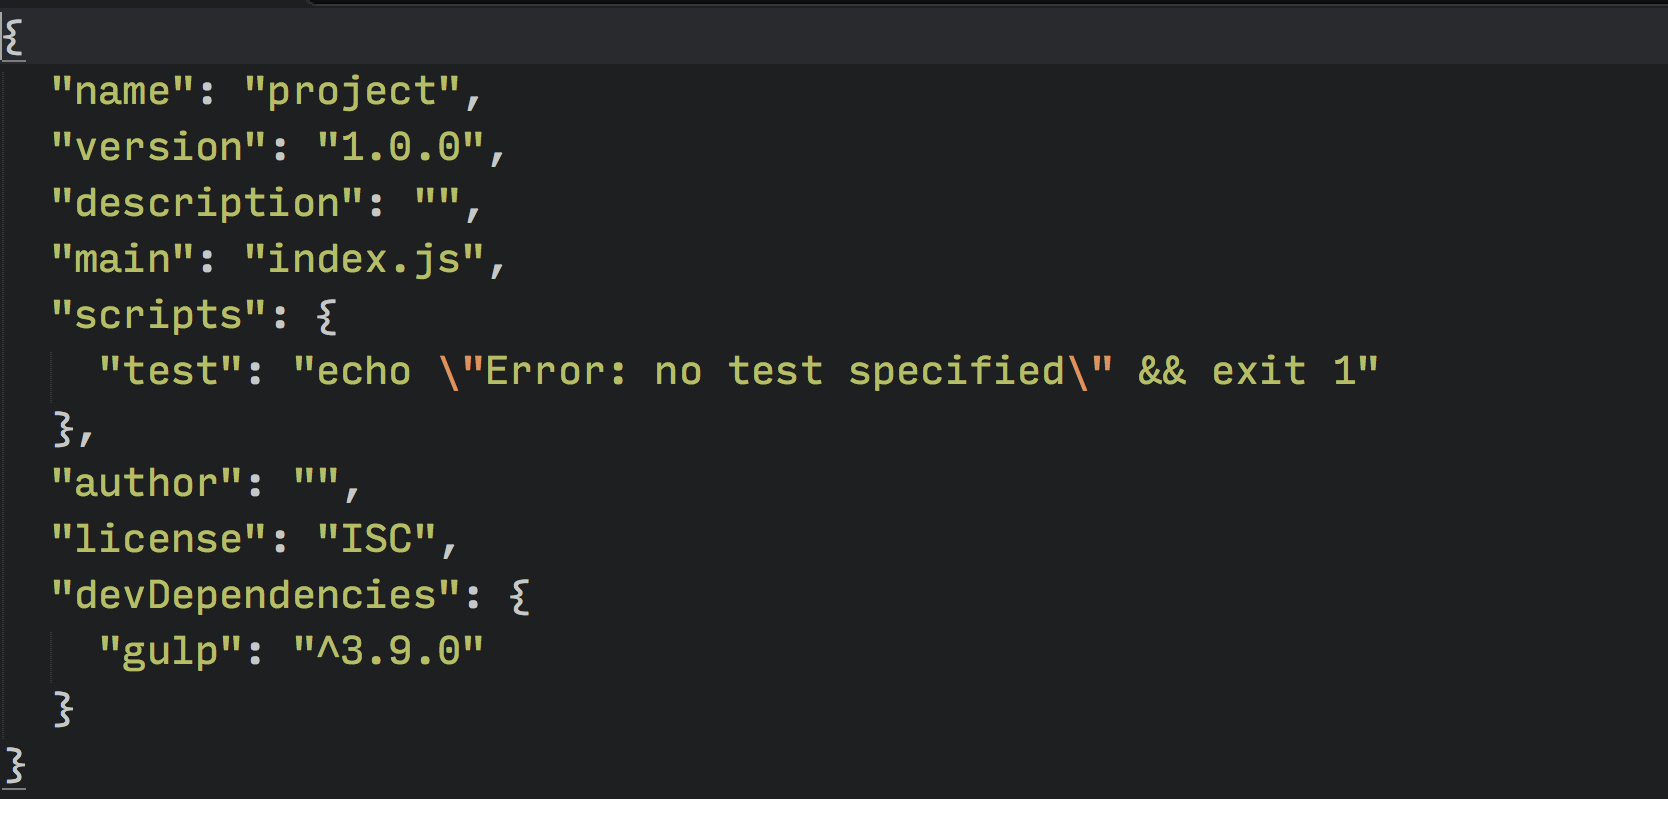 {
  "name": "project",
  "version": "1.0.0",
  "description": "",
  "main": "index.js",
  "scripts": {
    "test": "echo \"Error: no test specified\" && exit 1"
  },
  "author": "",
  "license": "ISC",
  "devDependencies": {
    "gulp": "^3.9.0"
  }
}